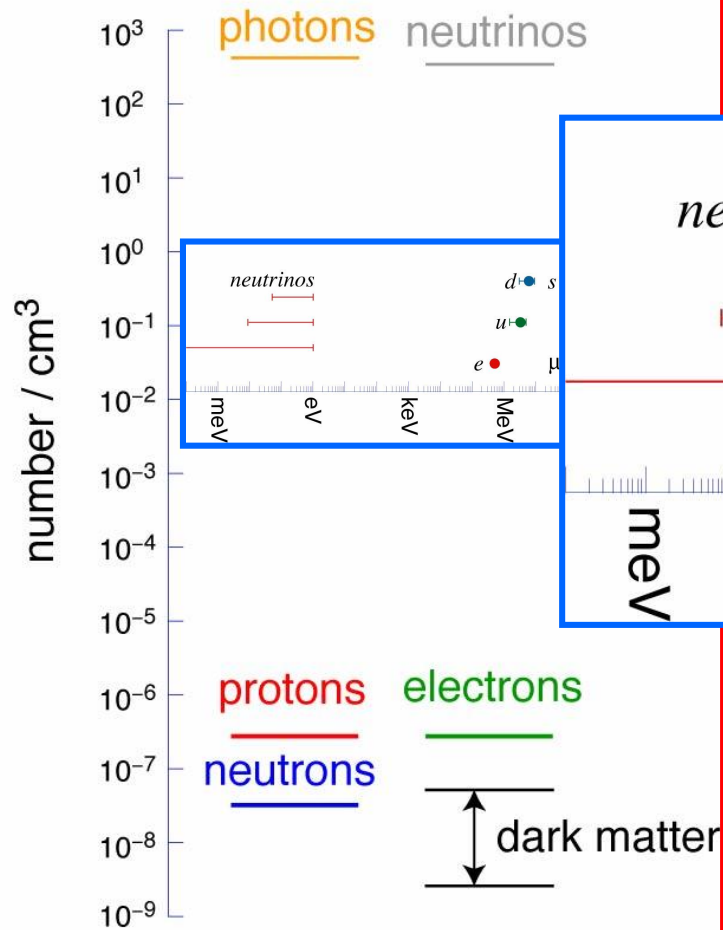 photons neutrinos
10³
10²
10¹
10⁰
10⁻¹
10⁻²
10⁻³
10⁻⁴
10⁻⁵
10⁻⁶
10⁻⁷
10⁻⁸
10⁻⁹
number / cm³
neutrinos
d s
u
e μ
meV eV keV MeV
ne
meV
protons electrons
neutrons
dark matter